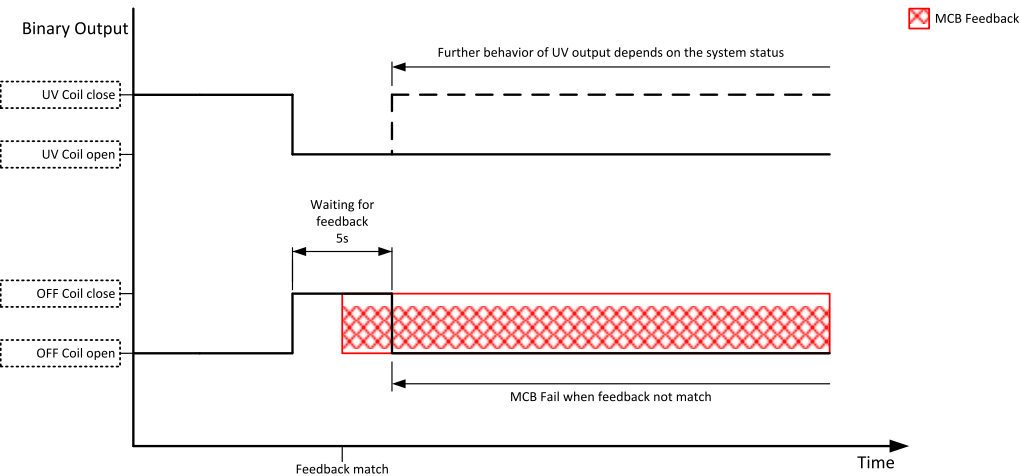 Binary Output
MCB Feedback
Further behavior of UV output depends on the system status
UV Coil close
UV Coil open
Waiting for
feedback
5s
OFF Coil close
OFF Coil open
MCB Fail when feedback not match
Time
Feedback match